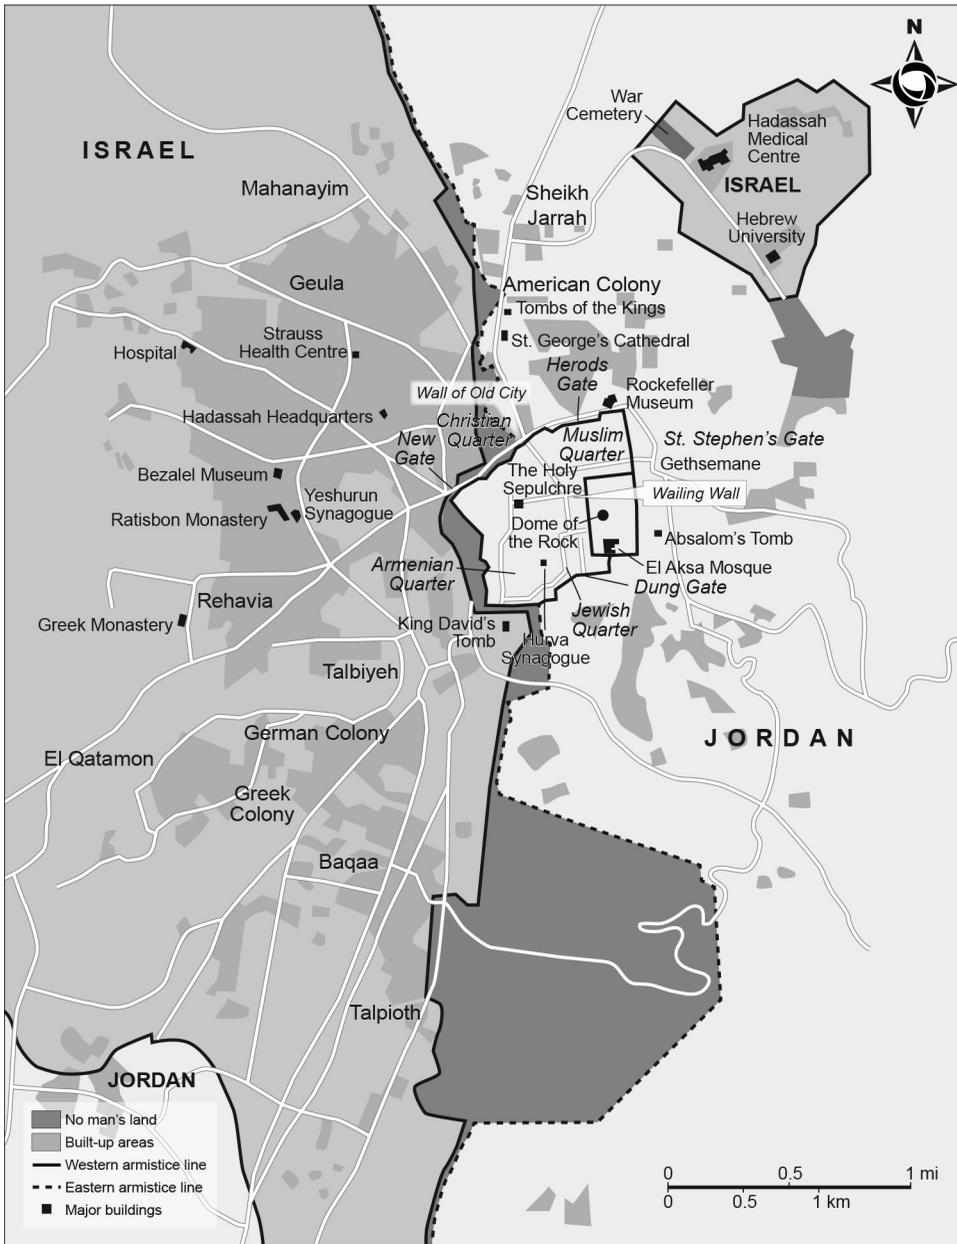 N
War
Cemetery
Hadassah
Medical
Centre
ISRAEL
ISRAEL
Mahanayim
Sheikh
Jarrah
Hebrew
University
Geula
American Colony
Tombs of the Kings
Strauss
Health Centre
St. George's Cathedral
Hospital
Herods
Gate
Rockefeller
Museum
Wall of Old City
Hadassah Headquarters
Christian
Quarter
New
Gate
Muslim
Quarter
St. Stephen's Gate
Gethsemane
Bezalel Museum
The Holy
Sepulchre
Wailing Wall
Yeshurun
Synagogue
Ratisbon Monastery
Dome of
the Rock
Absalom's Tomb
Armenian
Quarter
El Aksa Mosque
Dung Gate
Rehavia
Greek Monastery
King David's
Tomb
Jewish
Quarter
Hurva
Synagogue
Talbiyeh
German Colony
JORDAN
El Qatamon
Greek
Colony
Baqaa
Talpioth
JORDAN
No man's land
Built-up areas
Western armistice line
Eastern armistice line
Major buildings
0 0.5 1 mi
0 0.5 1 km